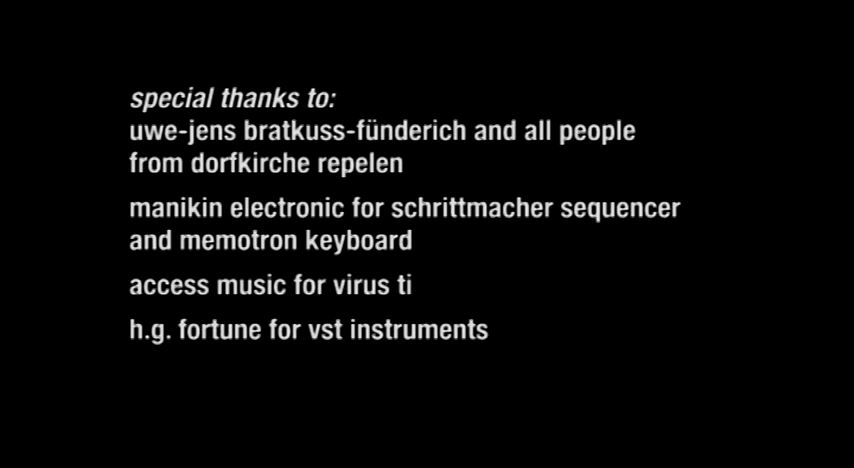 special thanks to:
uwe-jens bratkuss-fünderich and all people
from dorfkirche repelen
manikin electronic for schrittmacher sequencer
and memotron keyboard
access music for virus ti
h.g. fortune for vst instruments